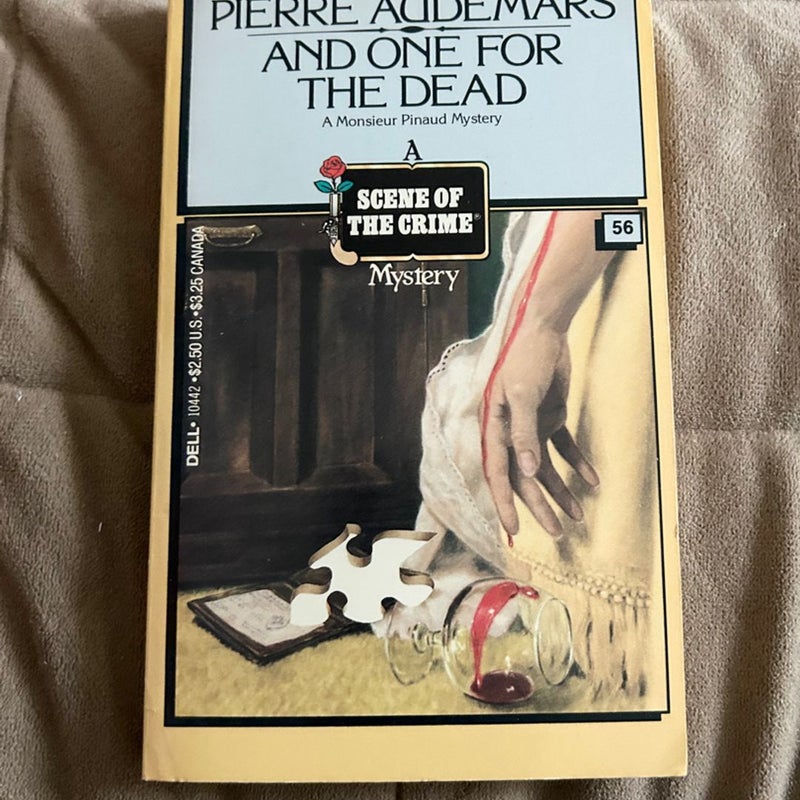 PIERRE AUDEMARS
AND ONE FOR
THE DEAD
A Monsieur Pinaud Mystery
A
SCENE OF
THE CRIME®
Mystery
56
DELL • 10442 • $2.50 U.S. • $3.25 CANADA